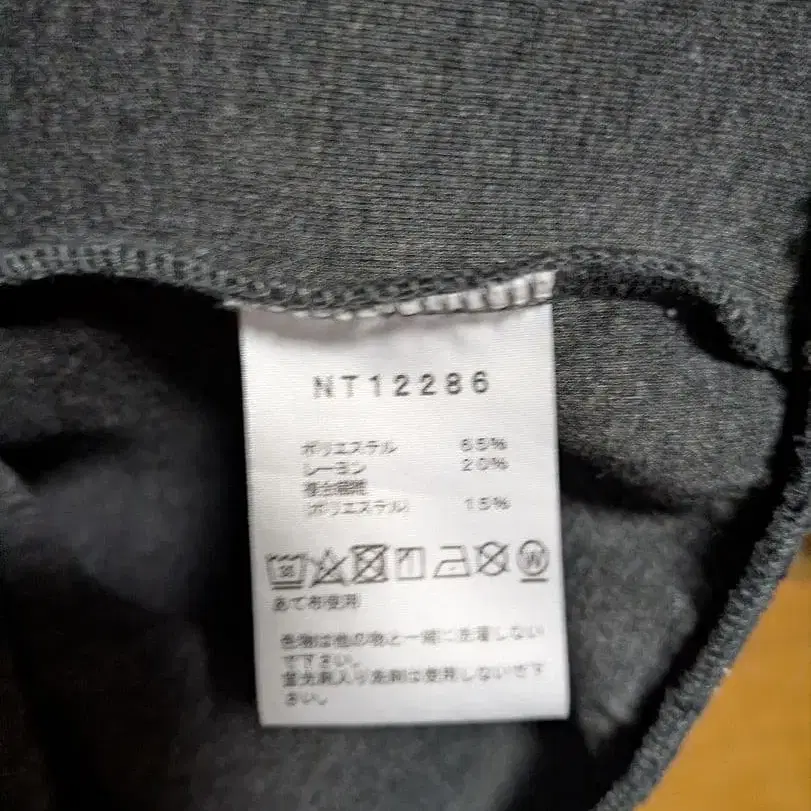 NT12286
ポリエステル 65%
レーヨン 20%
複合繊維
(ポリエステル) 15%
30
W
あて布使用
色物は他の物と一緒に洗濯しない
で下さい。
蛍光剤入り洗剤は使用しないで下
さい。